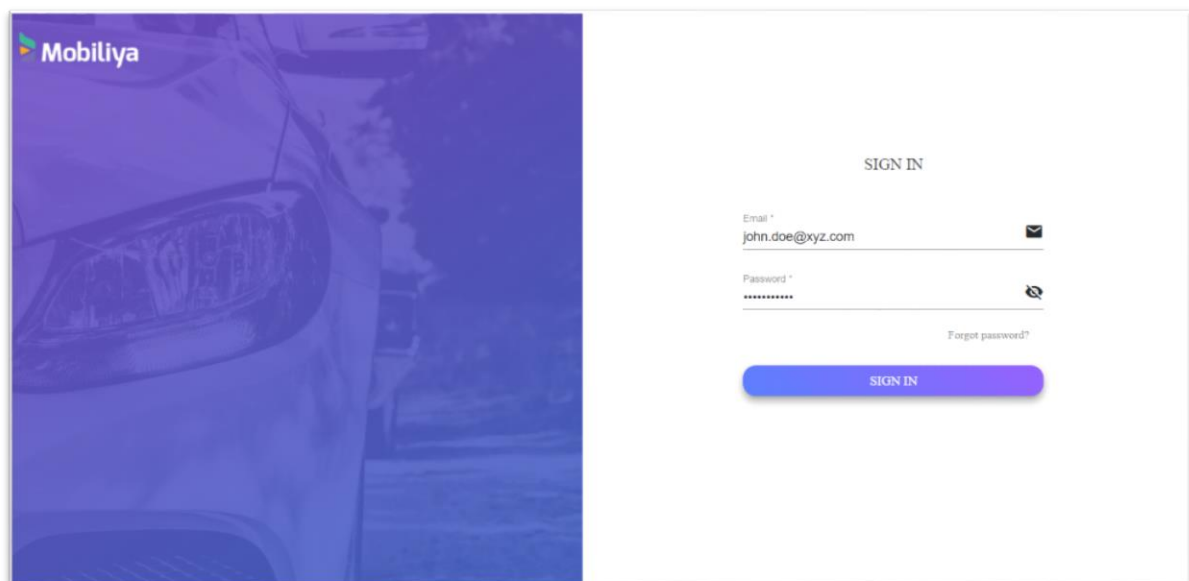 Mobiliya
SIGN IN
Email *
john.doe@xyz.com
Password *
•••••••••••
Forgot password?
SIGN IN